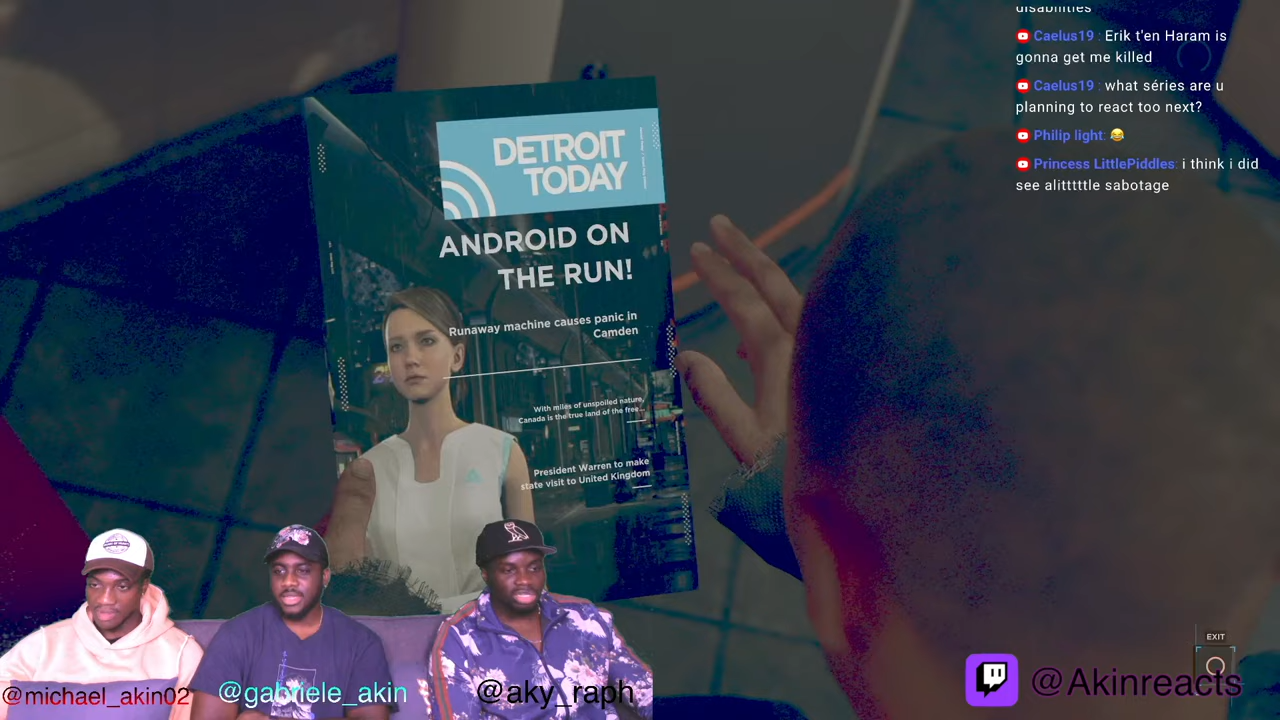 disabilities
Caelus19 : Erik t'en Haram is
gonna get me killed
Caelus19 : what séries are u
planning to react too next?
Philip light: 😂
Princess LittlePiddles: i think i did
see alitttttle sabotage
DETROIT
TODAY
ANDROID ON
THE RUN!
Runaway machine causes panic in
Camden
With miles of unspoiled nature,
Canada is the true land of the free...
President Warren to make
state visit to United Kingdom
EXIT
@michael_akin02
@gabriele_akin
@aky_raph
@Akinreacts